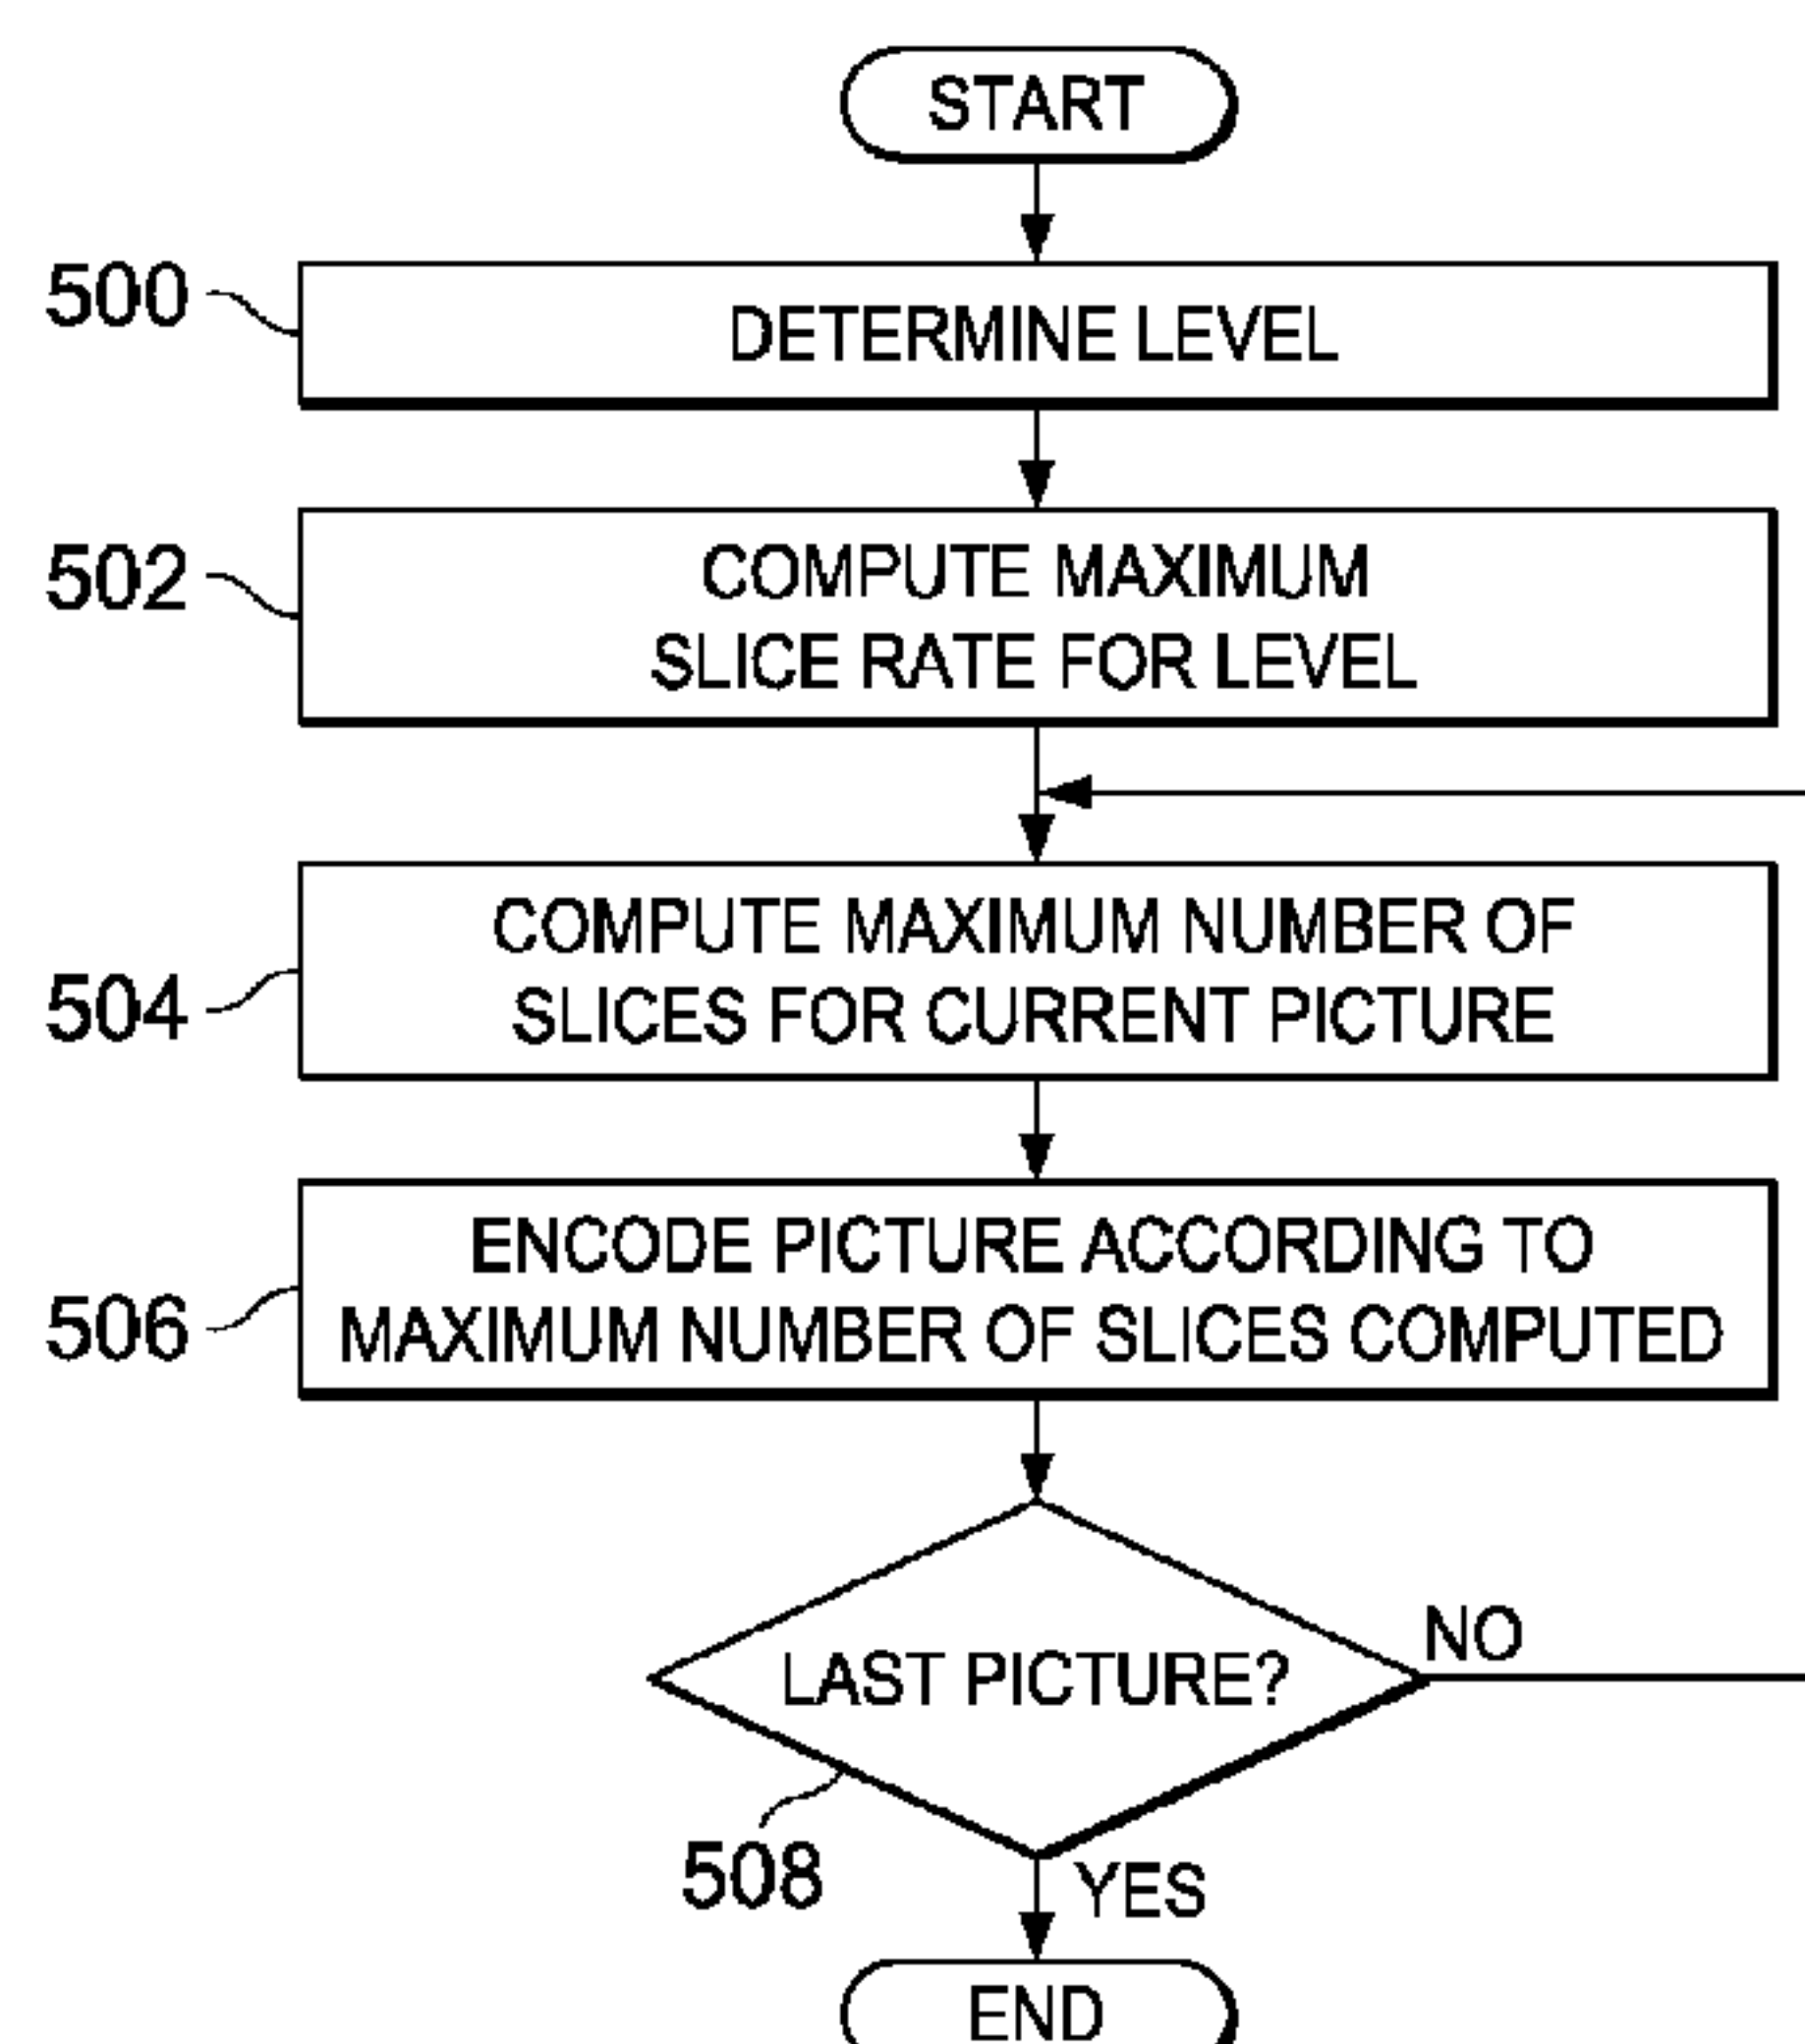 START
500
DETERMINE LEVEL
502
COMPUTE MAXIMUM
SLICE RATE FOR LEVEL
504
COMPUTE MAXIMUM NUMBER OF
SLICES FOR CURRENT PICTURE
506
ENCODE PICTURE ACCORDING TO
MAXIMUM NUMBER OF SLICES COMPUTED
LAST PICTURE?
NO
508
YES
END